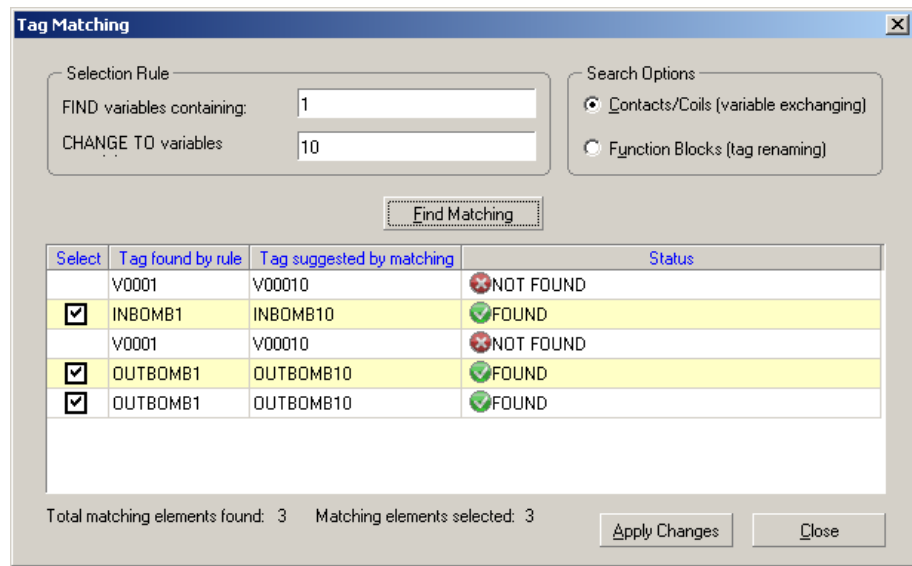 Tag Matching
Selection Rule
FIND variables containing: 1
CHANGE TO variables 10
Search Options
Contacts/Coils (variable exchanging)
Function Blocks (tag renaming)
Find Matching
Select Tag found by rule Tag suggested by matching Status
V0001 V00010 NOT FOUND
INBOMB1 INBOMB10 FOUND
V0001 V00010 NOT FOUND
OUTBOMB1 OUTBOMB10 FOUND
OUTBOMB1 OUTBOMB10 FOUND
Total matching elements found: 3 Matching elements selected: 3
Apply Changes Close